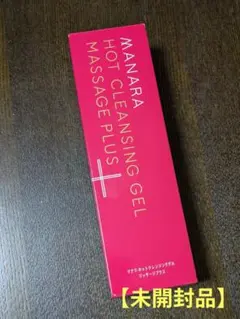 MANARA
HOT CLEANSING GEL
MASSAGE PLUS
マナラ ホットクレンジングゲル
マッサージプラス
【未開封品】